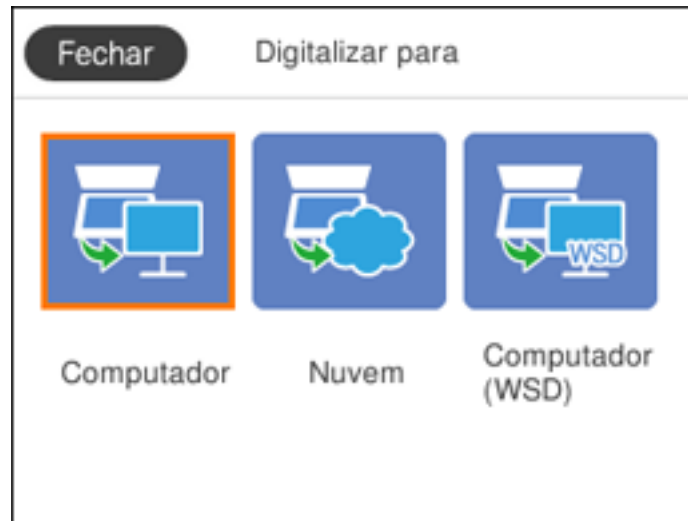 Fechar
Digitalizar para
WSD
Computador
Nuvem
Computador
(WSD)